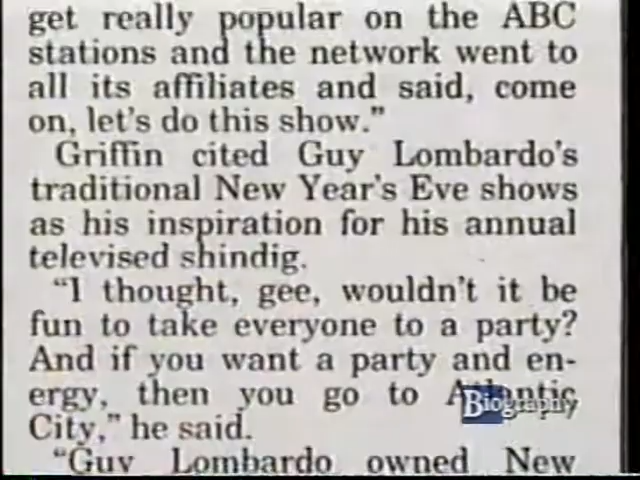 get really popular on the ABC
stations and the network went to
all its affiliates and said, come
on, let's do this show."
Griffin cited Guy Lombardo's
traditional New Year's Eve shows
as his inspiration for his annual
televised shindig.
"I thought, gee, wouldn't it be
fun to take everyone to a party?
And if you want a party and en-
ergy, then you go to Atlantic
City," he said.
Biography
"Guy Lombardo owned New